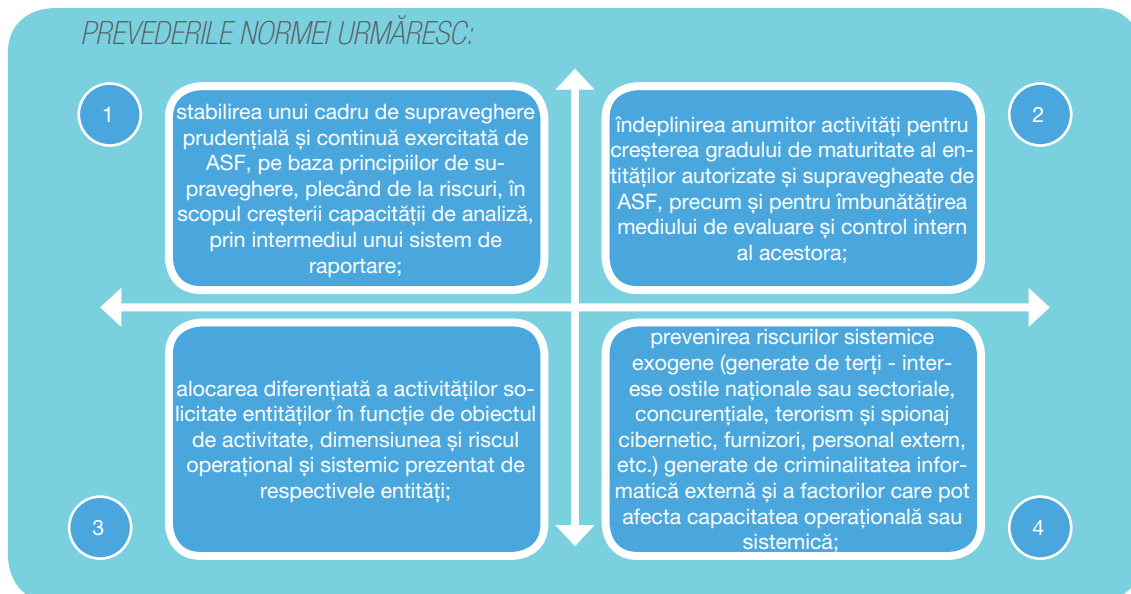 PREVEDERILE NORMEI URMĂRESC:
1
stabilirea unui cadru de supraveghere
prudențială și continuă exercitată de
ASF, pe baza principiilor de su-
praveghere, plecând de la riscuri, în
scopul creșterii capacității de analiză,
prin intermediul unui sistem de
raportare;
2
îndeplinirea anumitor activități pentru
creșterea gradului de maturitate al en-
tităților autorizate și supravegheate de
ASF, precum și pentru îmbunătățirea
mediului de evaluare și control intern
al acestora;
3
alocarea diferențiată a activităților so-
licitate entităților în funcție de obiectul
de activitate, dimensiunea și riscul
operațional și sistemic prezentat de
respectivele entități;
4
prevenirea riscurilor sistemice
exogene (generate de terți - inter-
ese ostile naționale sau sectoriale,
concurențiale, terorism și spionaj
cibernetic, furnizori, personal extern,
etc.) generate de criminalitatea infor-
matică externă și a factorilor care pot
afecta capacitatea operațională sau
sistemică;